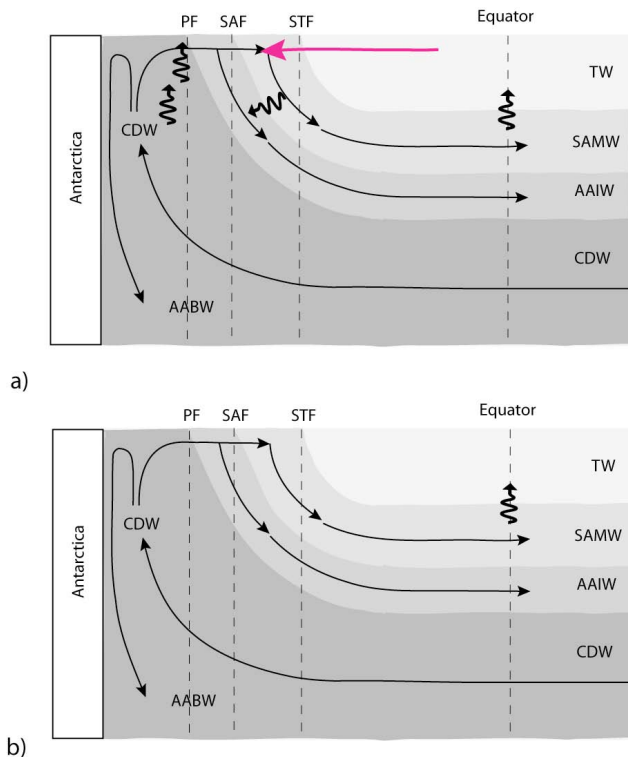 PF SAF STF Equator
TW
CDW
SAMW
Antarctica
AAIW
CDW
AABW
a)
PF SAF STF Equator
TW
CDW
SAMW
Antarctica
AAIW
CDW
AABW
b)